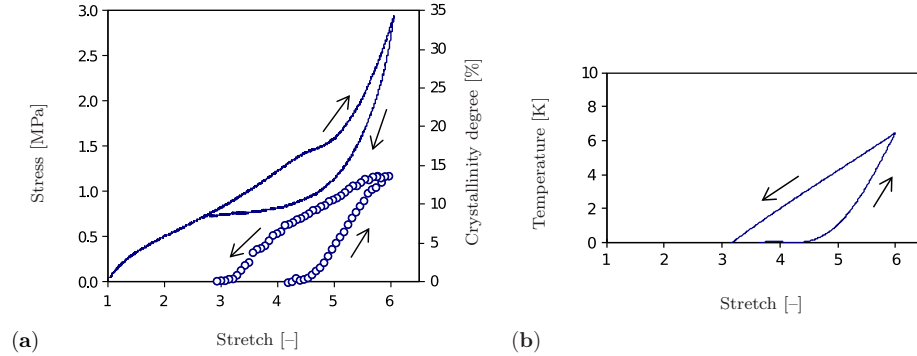 3.0
2.5
2.0
1.5
1.0
0.5
0.0
Stress [MPa]
35
30
25
20
15
10
5
0
Crystallinity degree [%]
1 2 3 4 5 6
Stretch [–]
(a)
10
8
6
4
2
0
Temperature [K]
1 2 3 4 5 6
Stretch [–]
(b)